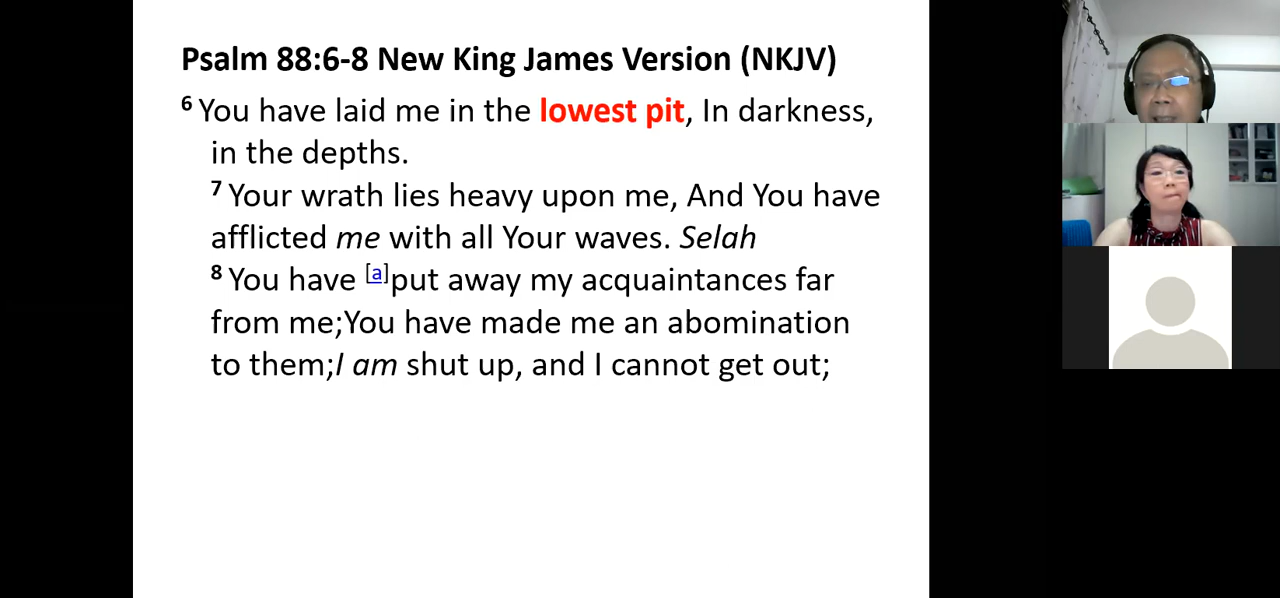 Psalm 88:6-8 New King James Version (NKJV)
6 You have laid me in the lowest pit, In darkness,
in the depths.
7 Your wrath lies heavy upon me, And You have
afflicted me with all Your waves. Selah
8 You have [a]put away my acquaintances far
from me;You have made me an abomination
to them;I am shut up, and I cannot get out;